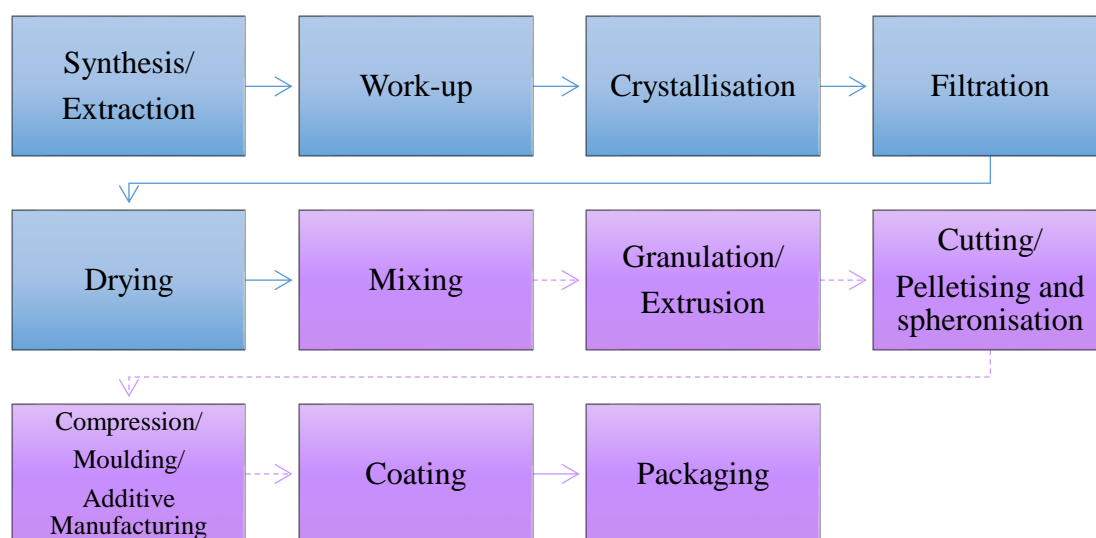 Synthesis/
Extraction
Work-up
Crystallisation
Filtration
Drying
Mixing
Granulation/
Extrusion
Cutting/
Pelletising and
spheronisation
Compression/
Moulding/
Additive
Manufacturing
Coating
Packaging